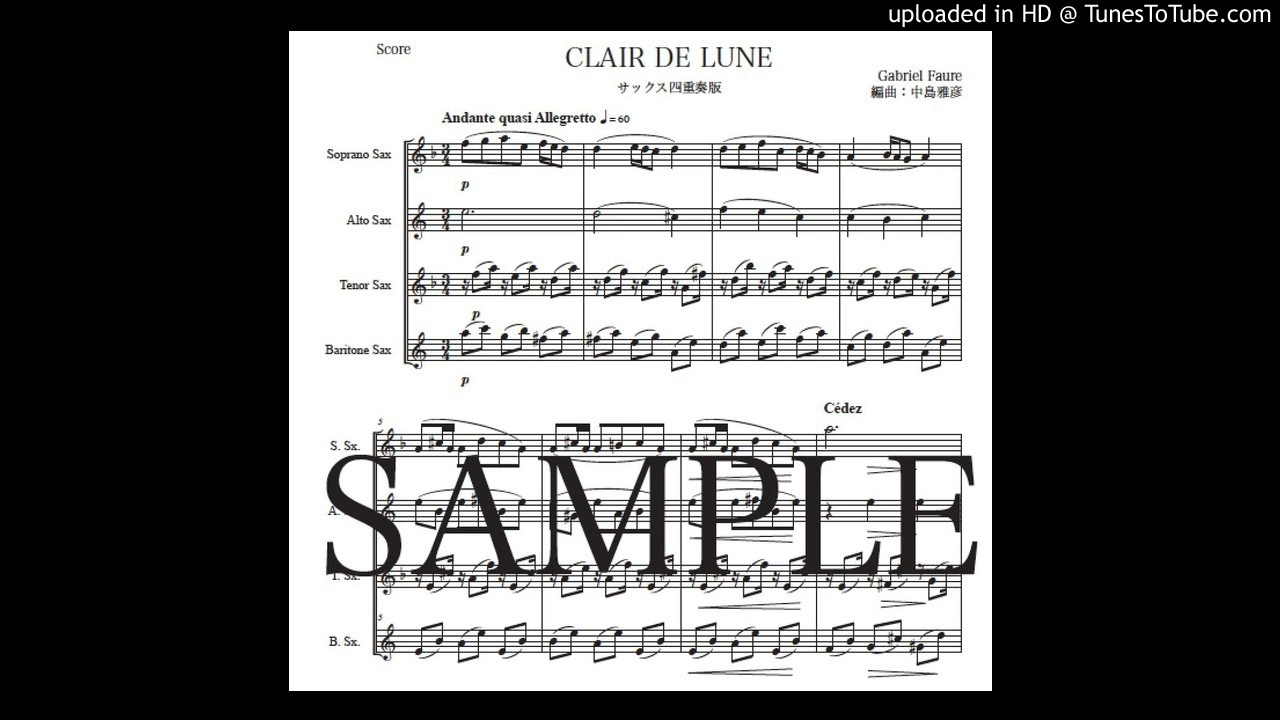 uploaded in HD @ TunesToTube.com
Score
CLAIR DE LUNE
サックス四重奏版
Gabriel Faure
編曲：中島雅彦
Andante quasi Allegretto ♩=60
Soprano Sax
p
Alto Sax
p
Tenor Sax
p
Baritone Sax
p
Cédez
5
S. Sx.
SAMPLE
A.
T. Sx.
5
B. Sx.